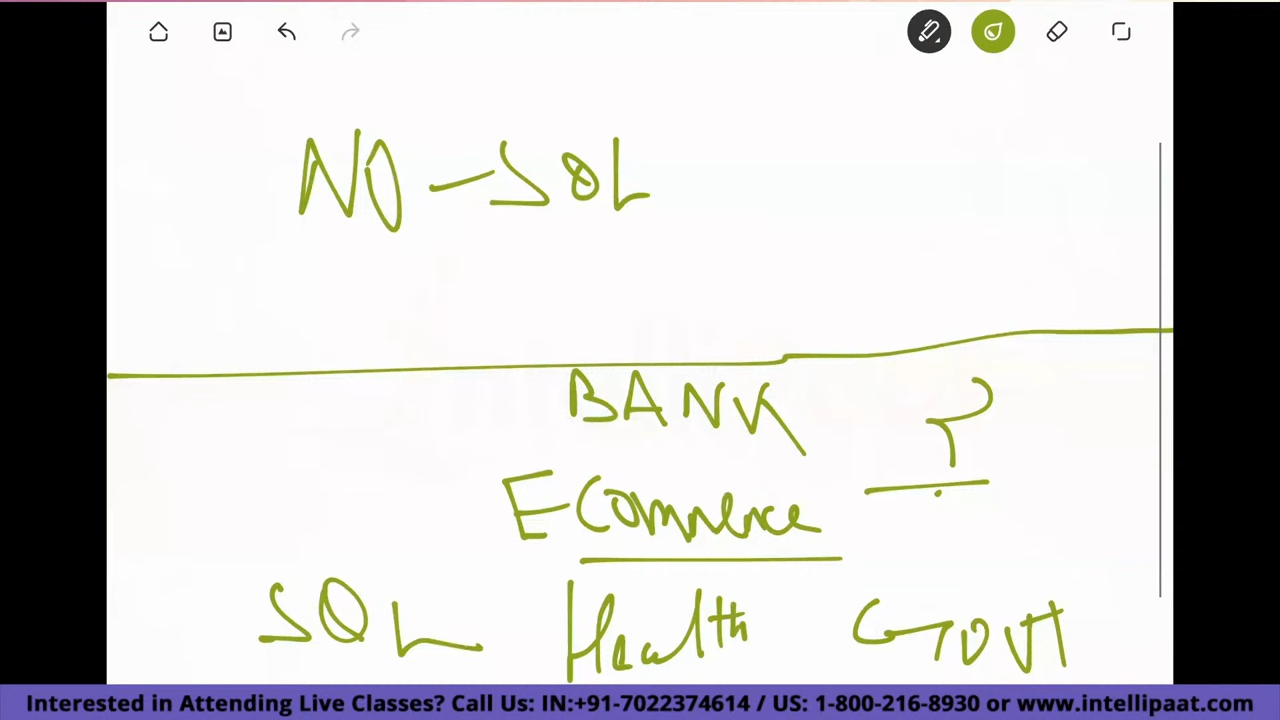 NO-SQL
BANK ?
E-Commerce
SQL Health GOVT
Interested in Attending Live Classes? Call Us: IN:+91-7022374614 / US: 1-800-216-8930 or www.intellipaat.com